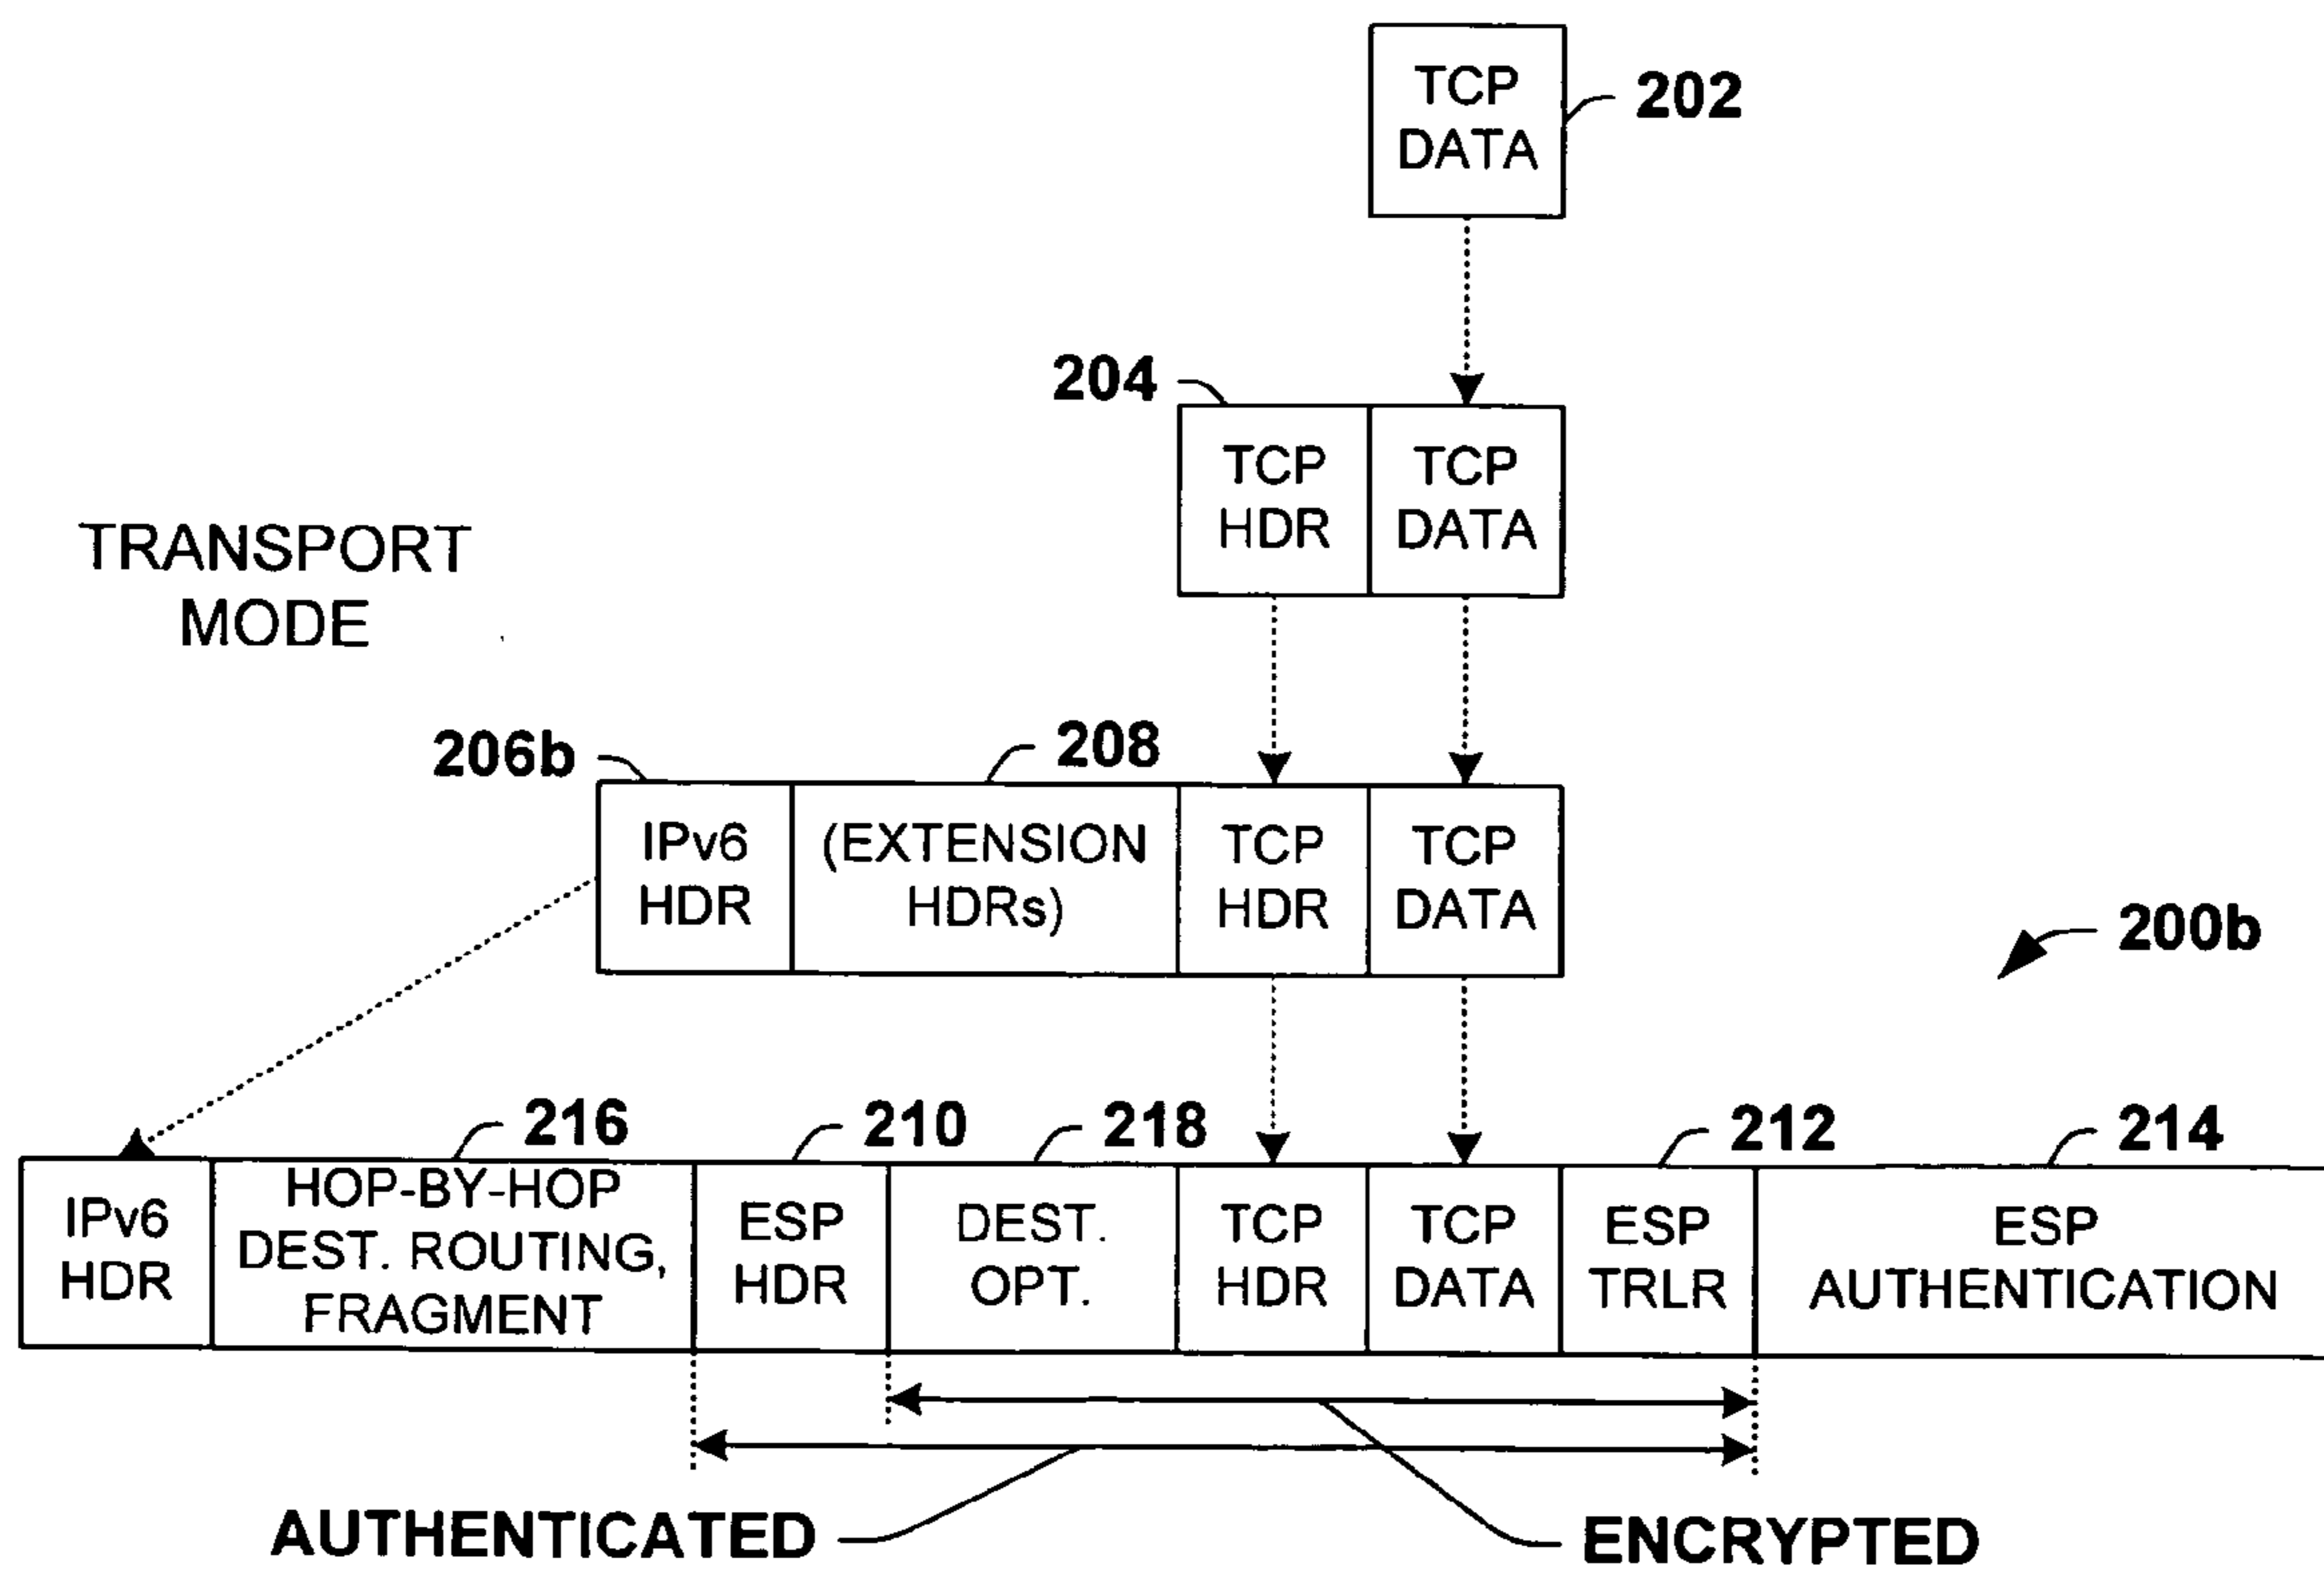 TCP
DATA
202
204
TCP
HDR
TCP
DATA
TRANSPORT
MODE
206b
208
IPv6
HDR
(EXTENSION
HDRs)
TCP
HDR
TCP
DATA
200b
216
210
218
212
214
IPv6
HDR
HOP-BY-HOP
DEST. ROUTING,
FRAGMENT
ESP
HDR
DEST.
OPT.
TCP
HDR
TCP
DATA
ESP
TRLR
ESP
AUTHENTICATION
AUTHENTICATED
ENCRYPTED